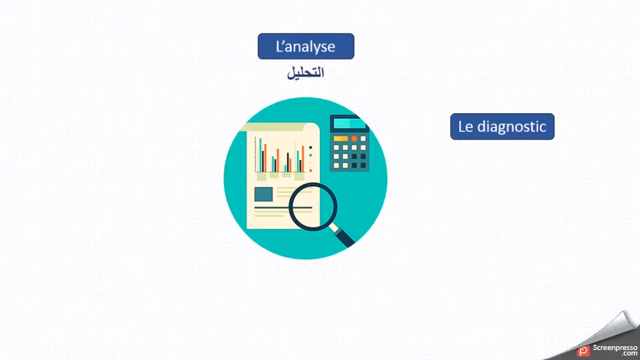 L'analyse
التحليل
Le diagnostic
Screenpresso
.com